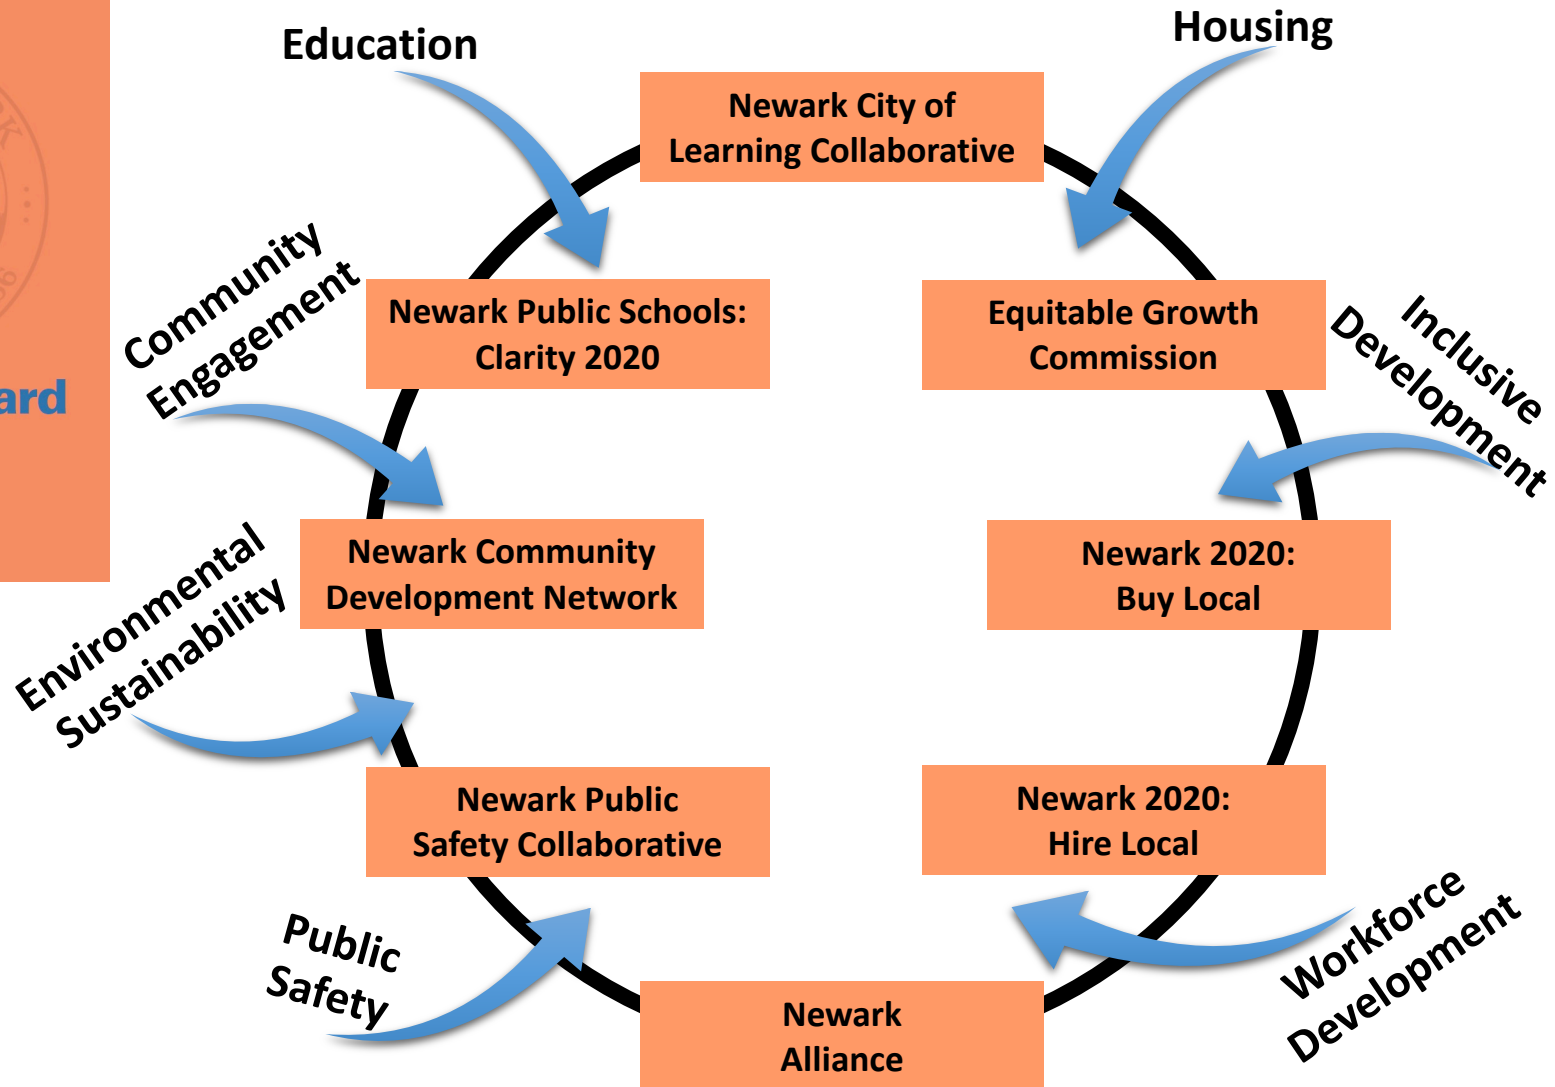 Education
Housing
Newark City of
Learning Collaborative
Community
Engagement
Newark Public Schools:
Clarity 2020
Equitable Growth
Commission
Inclusive
Development
ard
Newark Community
Development Network
Newark 2020:
Buy Local
Environmental
Sustainability
Newark Public
Safety Collaborative
Newark 2020:
Hire Local
Public
Safety
Workforce
Development
Newark
Alliance